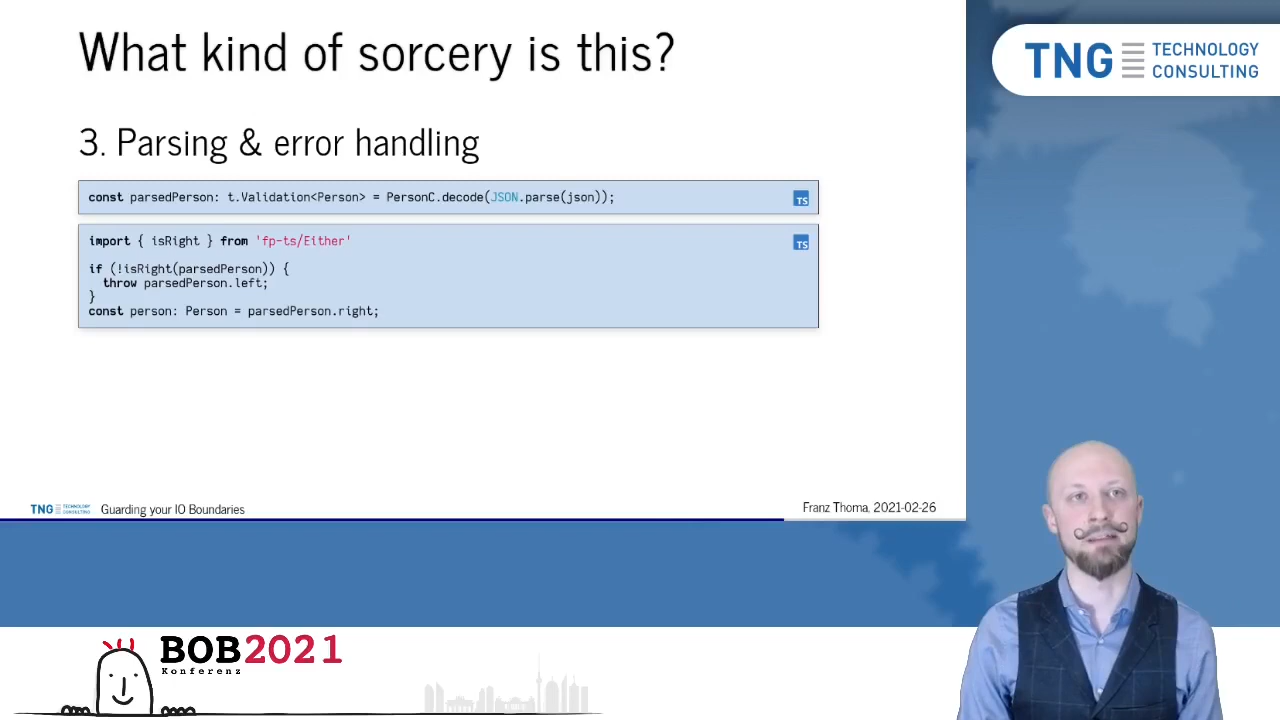 What kind of sorcery is this?
3. Parsing & error handling
const parsedPerson: t.Validation<Person> = PersonC.decode(JSON.parse(json));
TS
import { isRight } from 'fp-ts/Either'
TS
if (!isRight(parsedPerson)) {
throw parsedPerson.left;
}
const person: Person = parsedPerson.right;
TNG TECHNOLOGY CONSULTING
Guarding your IO Boundaries
Franz Thoma, 2021-02-26
TNG
TECHNOLOGY
CONSULTING
BOB2021
Konferenz